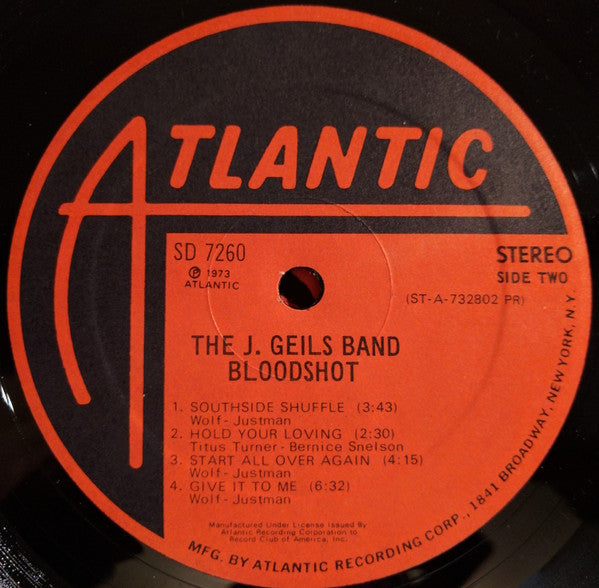 ATLANTIC
SD 7260
STEREO
℗ 1973
SIDE TWO
ATLANTIC
(ST-A-732802 PR)
THE J. GEILS BAND
BLOODSHOT
1. SOUTHSIDE SHUFFLE (3:43)
Wolf - Justman
2. HOLD YOUR LOVING (2:30)
Titus Turner - Bernice Snelson
3. START ALL OVER AGAIN (4:15)
Wolf - Justman
4. GIVE IT TO ME (6:32)
Wolf - Justman
Manufactured Under License Issued By
Atlantic Recording Corporation to
Record Club of America, Inc.
MFG. BY ATLANTIC RECORDING CORP., 1841 BROADWAY, NEW YORK, N.Y.